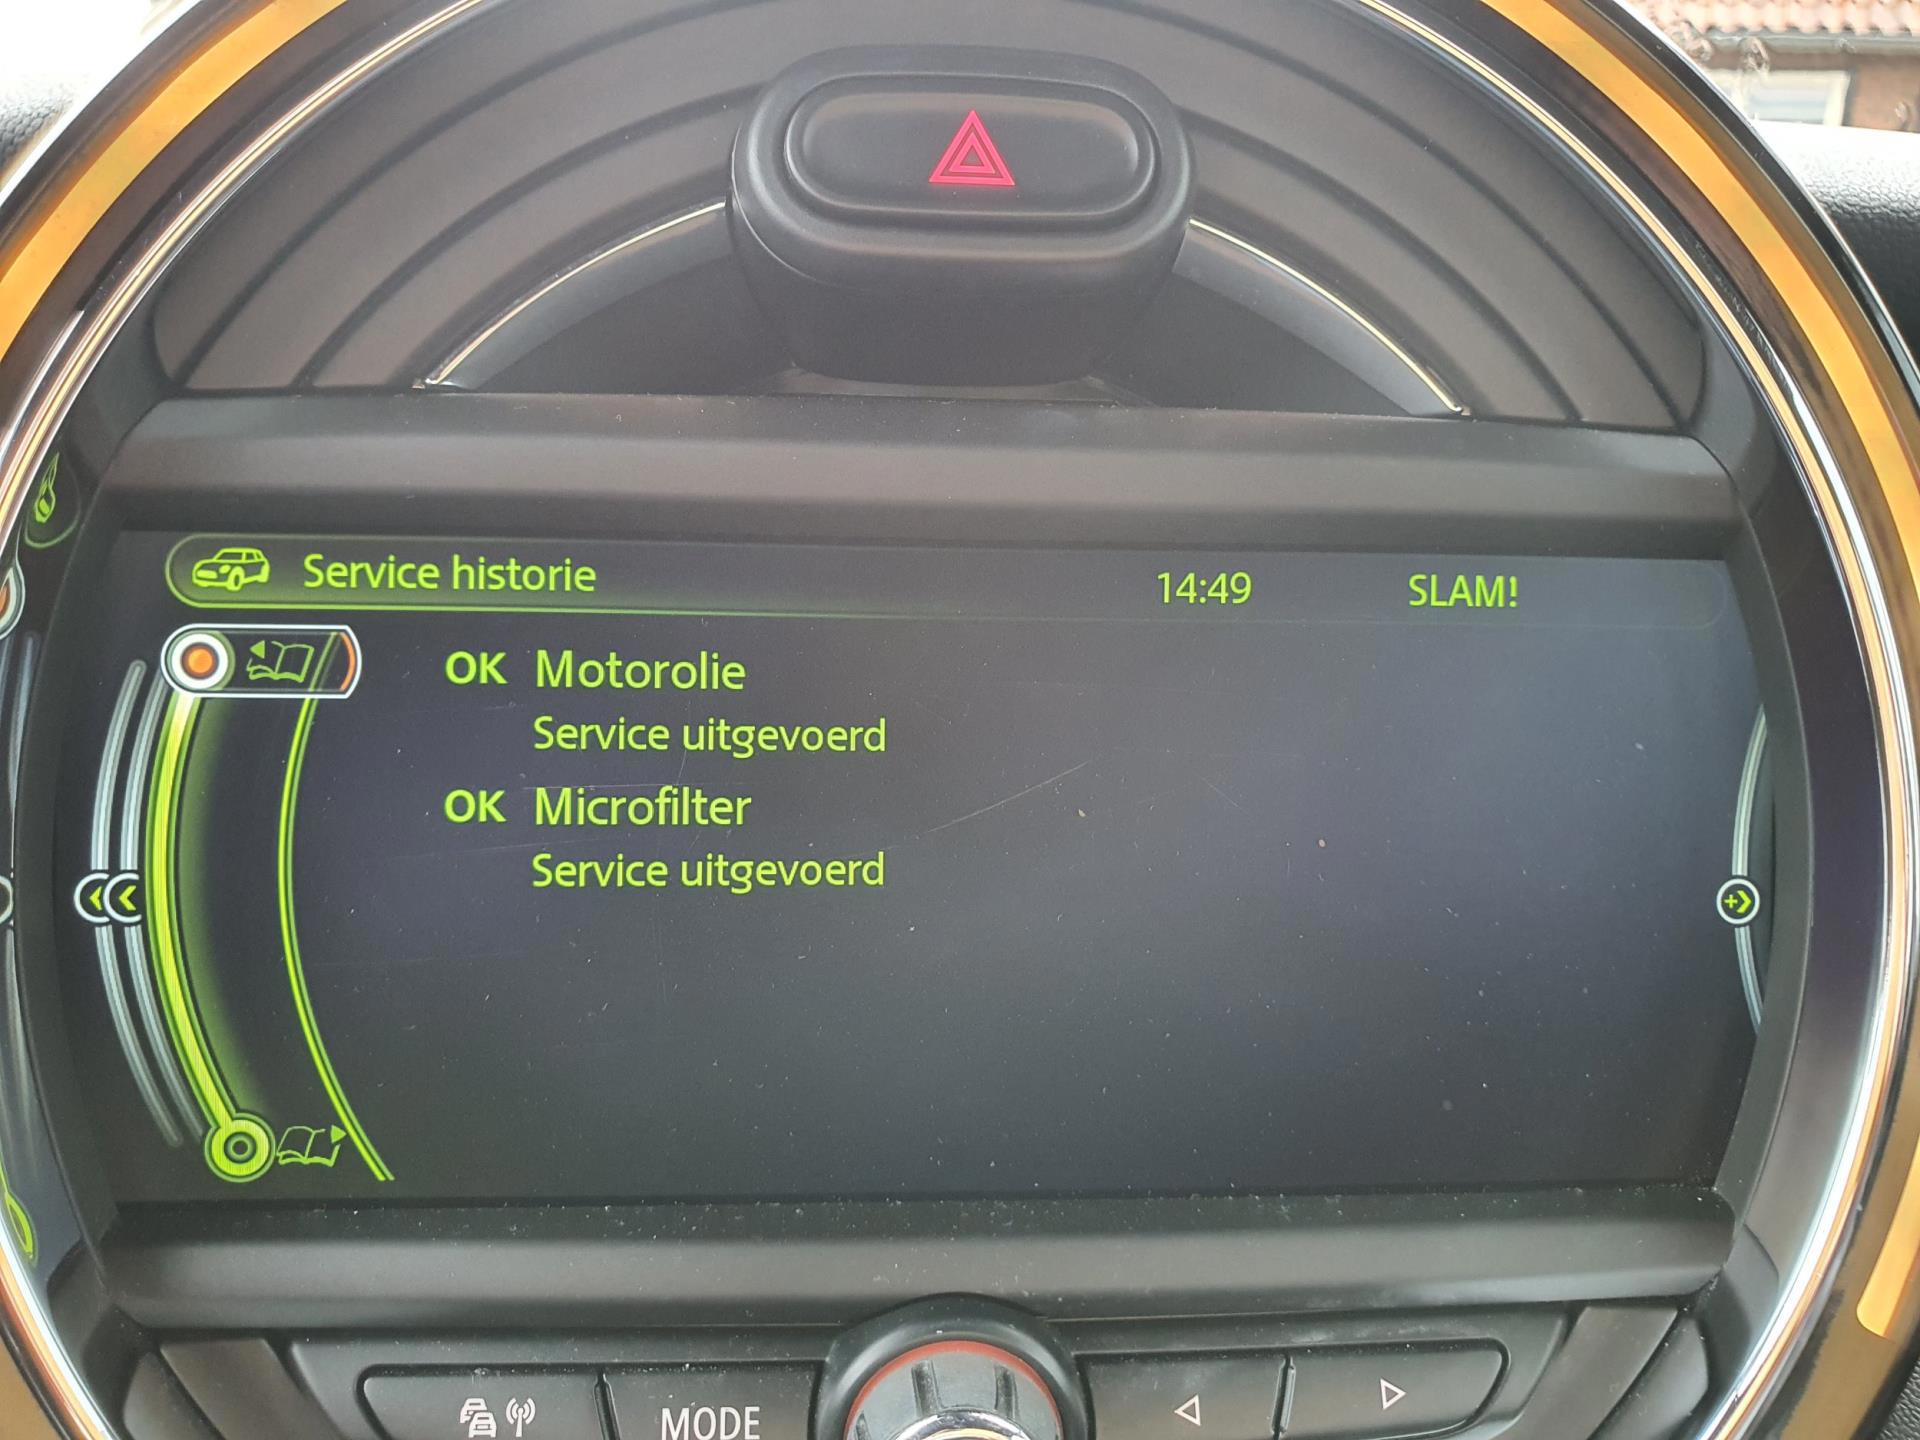 Service historie 14:49 SLAM!
OK Motorolie
Service uitgevoerd
OK Microfilter
Service uitgevoerd
MODE